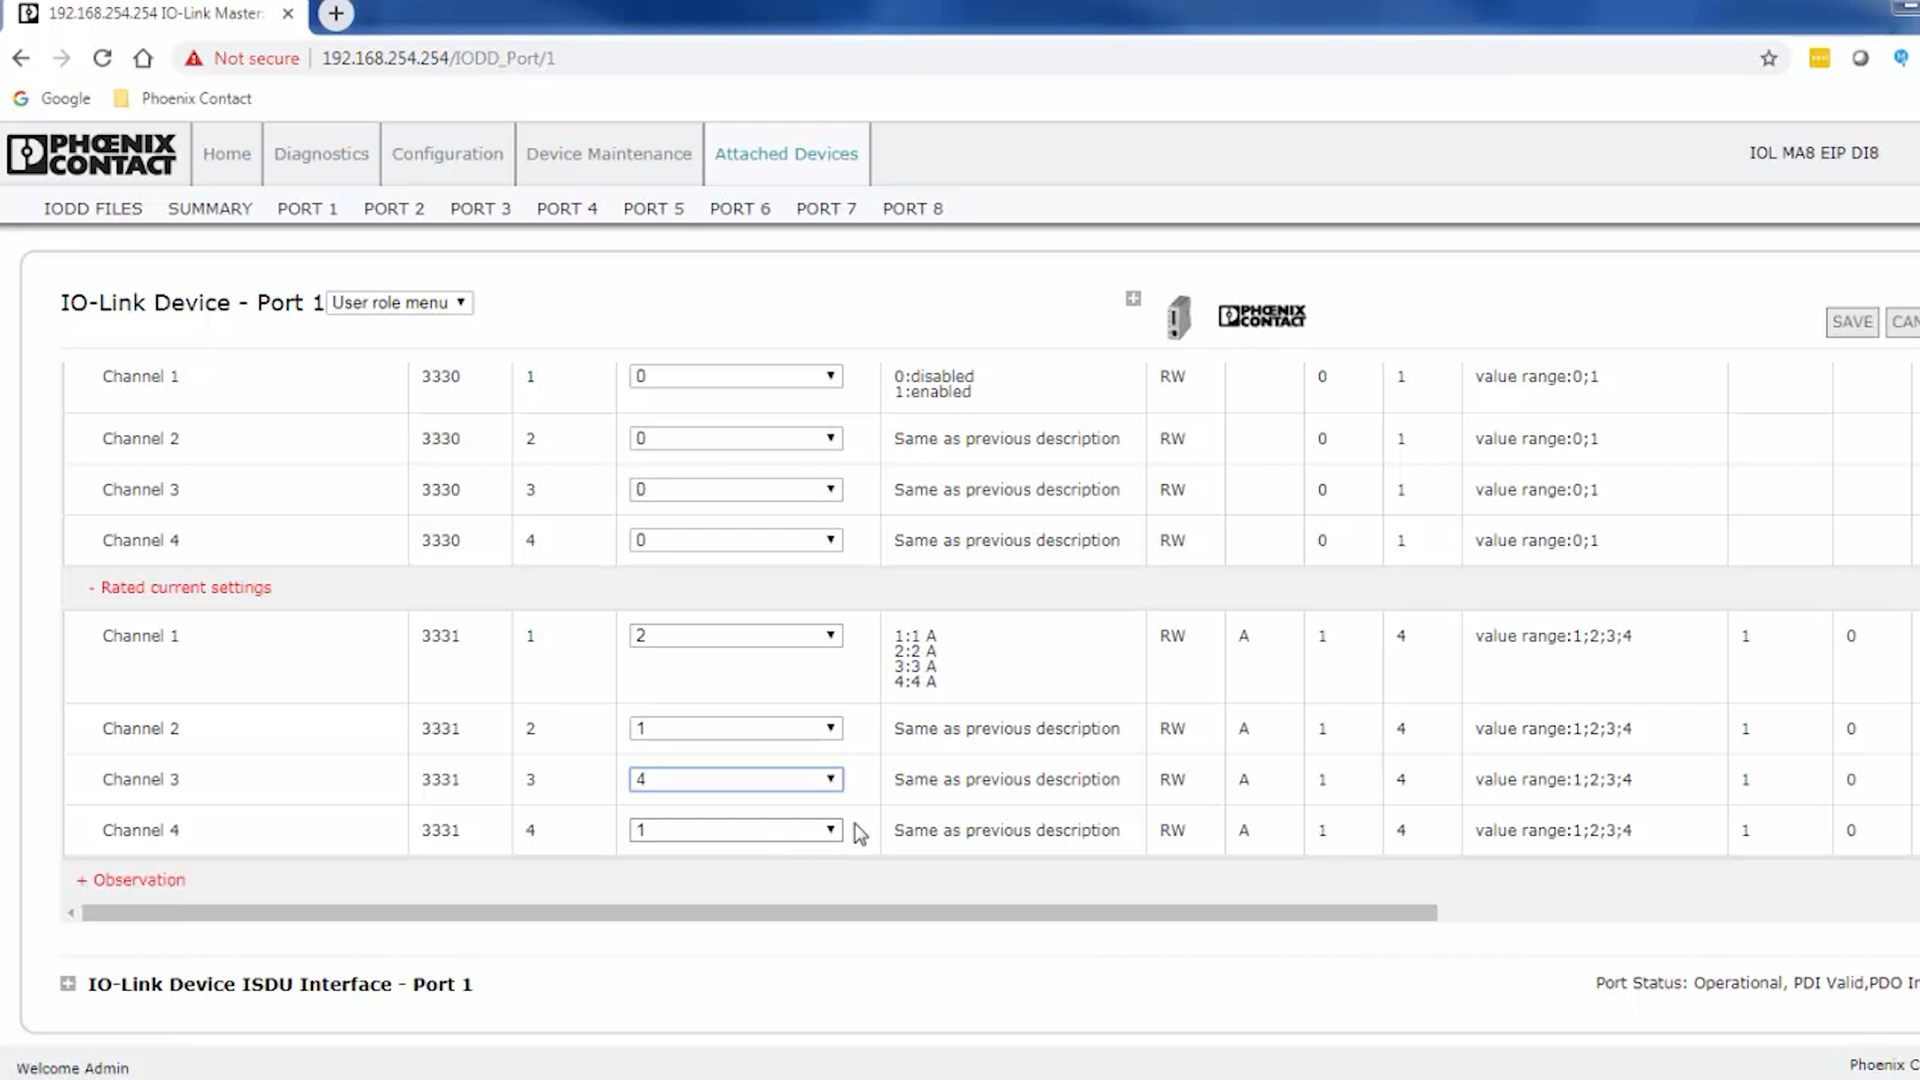 192.168.254.254 IO-Link Master
Not secure 192.168.254.254/IODD_Port/1
Google Phoenix Contact
PHŒNIX CONTACT Home Diagnostics Configuration Device Maintenance Attached Devices IOL MA8 EIP DI8
IODD FILES SUMMARY PORT 1 PORT 2 PORT 3 PORT 4 PORT 5 PORT 6 PORT 7 PORT 8
IO-Link Device - Port 1 User role menu PHŒNIX CONTACT SAVE CAN
Channel 1 3330 1 0 0:disabled RW 0 1 value range:0;1
1:enabled
Channel 2 3330 2 0 Same as previous description RW 0 1 value range:0;1
Channel 3 3330 3 0 Same as previous description RW 0 1 value range:0;1
Channel 4 3330 4 0 Same as previous description RW 0 1 value range:0;1
- Rated current settings
Channel 1 3331 1 2 1:1 A RW A 1 4 value range:1;2;3;4 1 0
2:2 A
3:3 A
4:4 A
Channel 2 3331 2 1 Same as previous description RW A 1 4 value range:1;2;3;4 1 0
Channel 3 3331 3 4 Same as previous description RW A 1 4 value range:1;2;3;4 1 0
Channel 4 3331 4 1 Same as previous description RW A 1 4 value range:1;2;3;4 1 0
+ Observation
IO-Link Device ISDU Interface - Port 1 Port Status: Operational, PDI Valid,PDO In
Welcome Admin Phoenix C